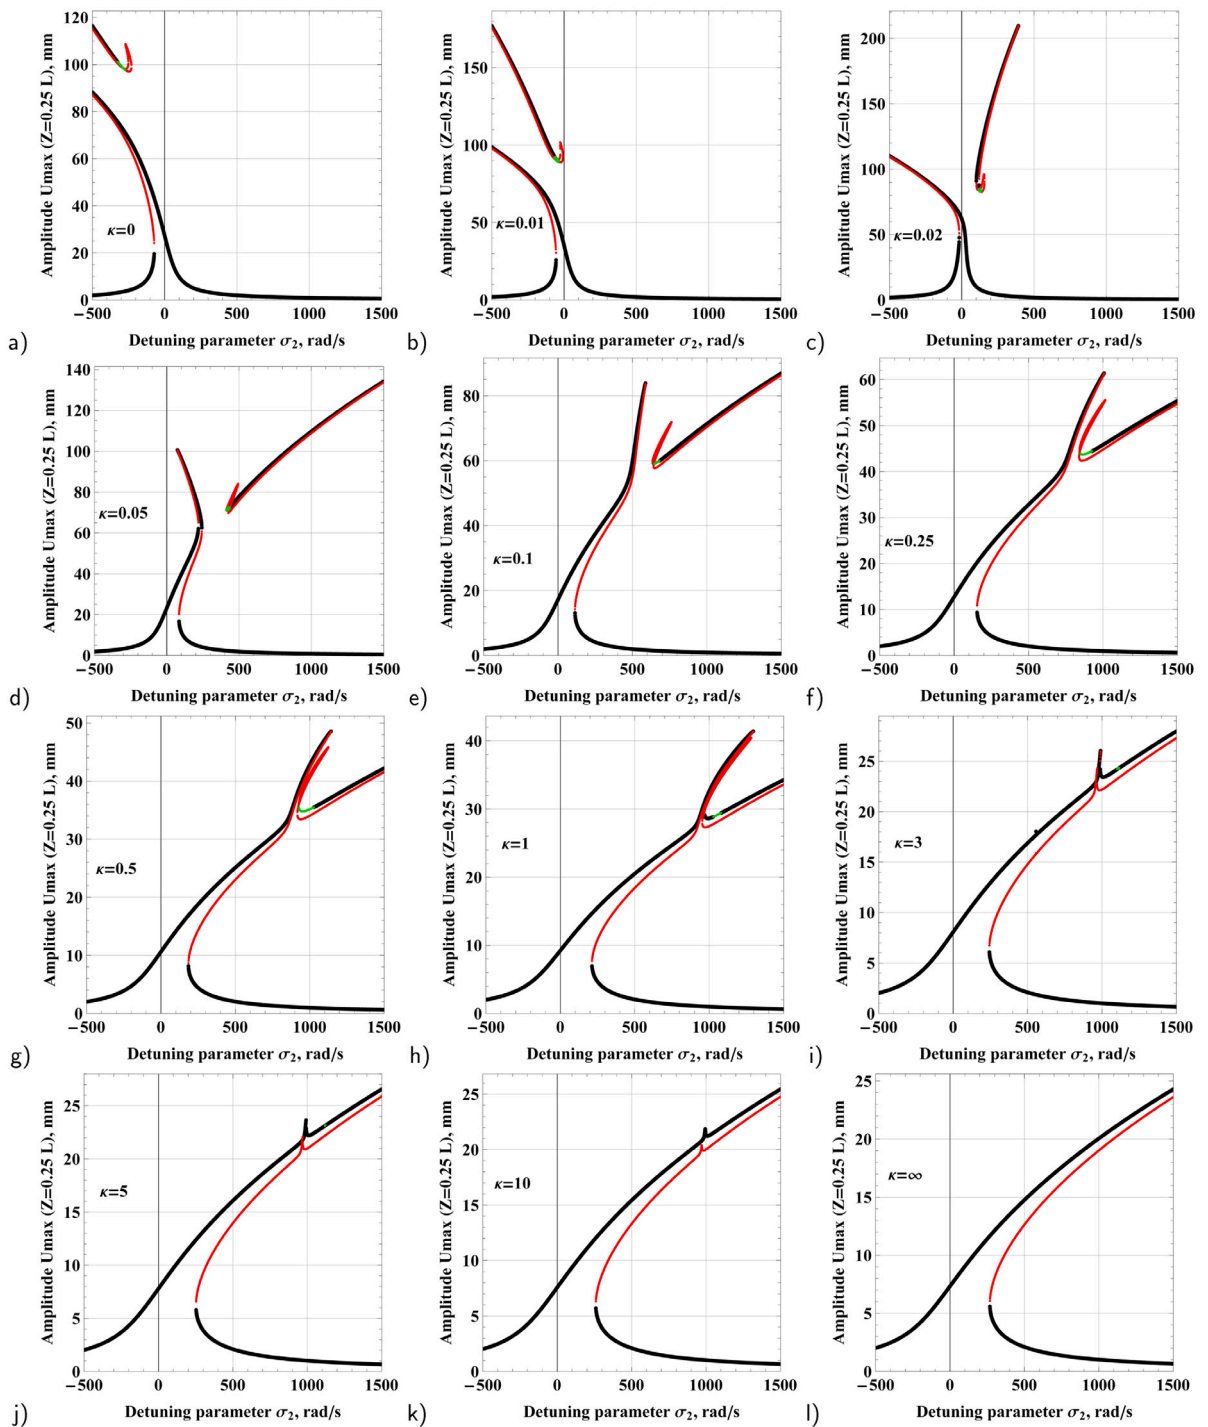 120
100
80
60
40
20
0
Amplitude Umax (Z=0.25 L), mm
κ=0
−500 0 500 1000 1500
Detuning parameter σ2, rad/s
a)
150
100
50
0
Amplitude Umax (Z=0.25 L), mm
κ=0.01
−500 0 500 1000 1500
Detuning parameter σ2, rad/s
b)
200
150
100
50
0
Amplitude Umax (Z=0.25 L), mm
κ=0.02
−500 0 500 1000 1500
Detuning parameter σ2, rad/s
c)
140
120
100
80
60
40
20
0
Amplitude Umax (Z=0.25 L), mm
κ=0.05
−500 0 500 1000 1500
Detuning parameter σ2, rad/s
d)
80
60
40
20
0
Amplitude Umax (Z=0.25 L), mm
κ=0.1
−500 0 500 1000 1500
Detuning parameter σ2, rad/s
e)
60
50
40
30
20
10
0
Amplitude Umax (Z=0.25 L), mm
κ=0.25
−500 0 500 1000 1500
Detuning parameter σ2, rad/s
f)
50
40
30
20
10
0
Amplitude Umax (Z=0.25 L), mm
κ=0.5
−500 0 500 1000 1500
Detuning parameter σ2, rad/s
g)
40
30
20
10
0
Amplitude Umax (Z=0.25 L), mm
κ=1
−500 0 500 1000 1500
Detuning parameter σ2, rad/s
h)
25
20
15
10
5
0
Amplitude Umax (Z=0.25 L), mm
κ=3
−500 0 500 1000 1500
Detuning parameter σ2, rad/s
i)
25
20
15
10
5
0
Amplitude Umax (Z=0.25 L), mm
κ=5
−500 0 500 1000 1500
Detuning parameter σ2, rad/s
j)
25
20
15
10
5
0
Amplitude Umax (Z=0.25 L), mm
κ=10
−500 0 500 1000 1500
Detuning parameter σ2, rad/s
k)
25
20
15
10
5
0
Amplitude Umax (Z=0.25 L), mm
κ=∞
−500 0 500 1000 1500
Detuning parameter σ2, rad/s
l)